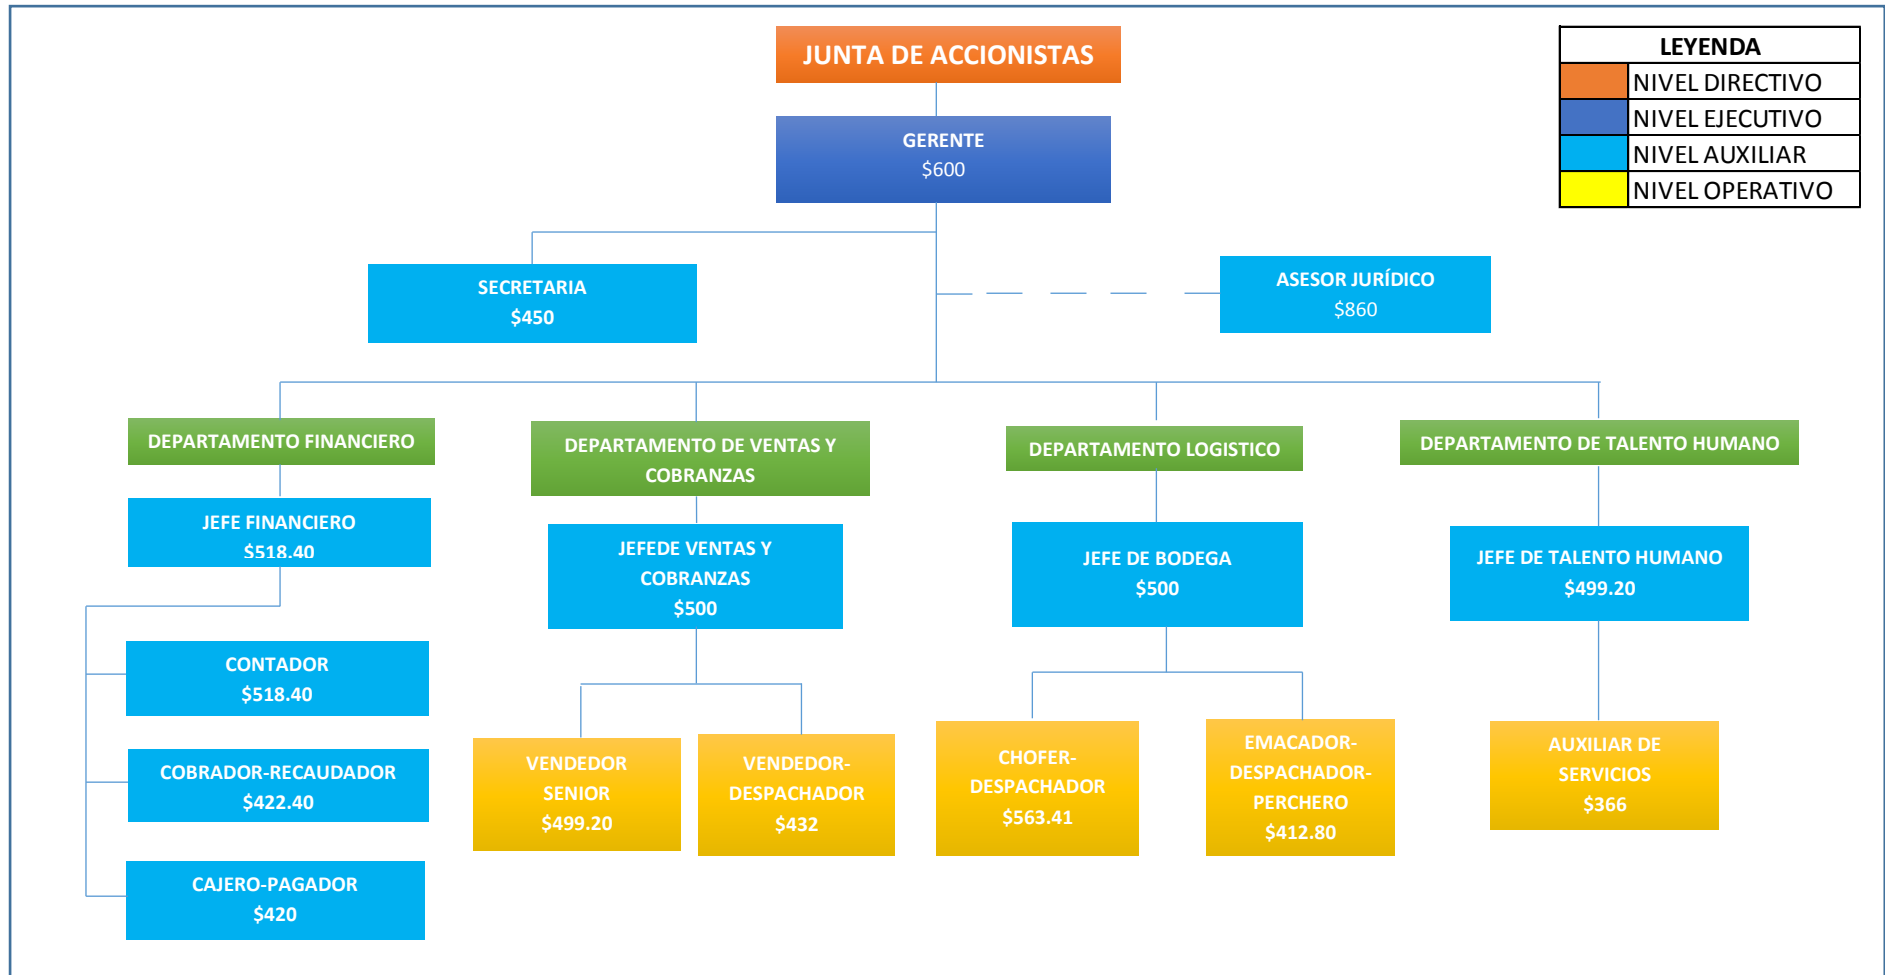 JUNTA DE ACCIONISTAS
LEYENDA
NIVEL DIRECTIVO
NIVEL EJECUTIVO
NIVEL AUXILIAR
NIVEL OPERATIVO
GERENTE
$600
SECRETARIA
$450
ASESOR JURÍDICO
$860
DEPARTAMENTO FINANCIERO
DEPARTAMENTO DE VENTAS Y
COBRANZAS
DEPARTAMENTO LOGISTICO
DEPARTAMENTO DE TALENTO HUMANO
JEFE FINANCIERO
$518.40
JEFEDE VENTAS Y
COBRANZAS
$500
JEFE DE BODEGA
$500
JEFE DE TALENTO HUMANO
$499.20
CONTADOR
$518.40
COBRADOR-RECAUDADOR
$422.40
CAJERO-PAGADOR
$420
VENDEDOR
SENIOR
$499.20
VENDEDOR-
DESPACHADOR
$432
CHOFER-
DESPACHADOR
$563.41
EMACADOR-
DESPACHADOR-
PERCHERO
$412.80
AUXILIAR DE
SERVICIOS
$366